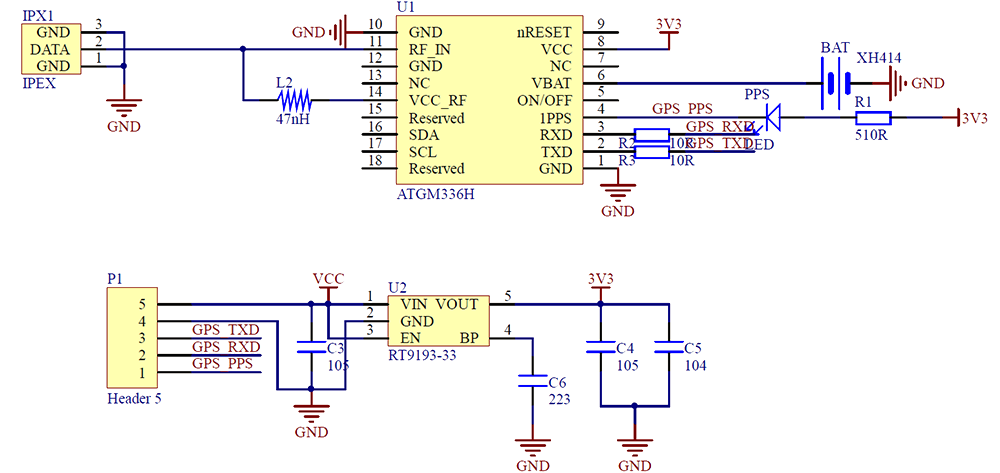 IPX1
GND 3
DATA 2
GND 1
IPEX
GND
L2
47nH
GND
U1
10 GND
11 RF_IN
12 GND
13 NC
14 VCC_RF
15 Reserved
16 SDA
17 SCL
18 Reserved
nRESET 9
VCC 8
NC 7
VBAT 6
ON/OFF 5
1PPS 4
RXD 3
TXD 2
GND 1
ATGM336H
3V3
BAT
XH414
GND
GPS_PPS
PPS
LED
R1
510R
3V3
R2
10R
GPS_RXD
R3
10R
GPS_TXD
GND
P1
5
4
3 GPS_TXD
2 GPS_RXD
1 GPS_PPS
Header 5
VCC
C3
105
GND
U2
1 VIN
2 GND
3 EN
VOUT 5
BP 4
RT9193-33
C6
223
GND
3V3
C4
105
C5
104
GND